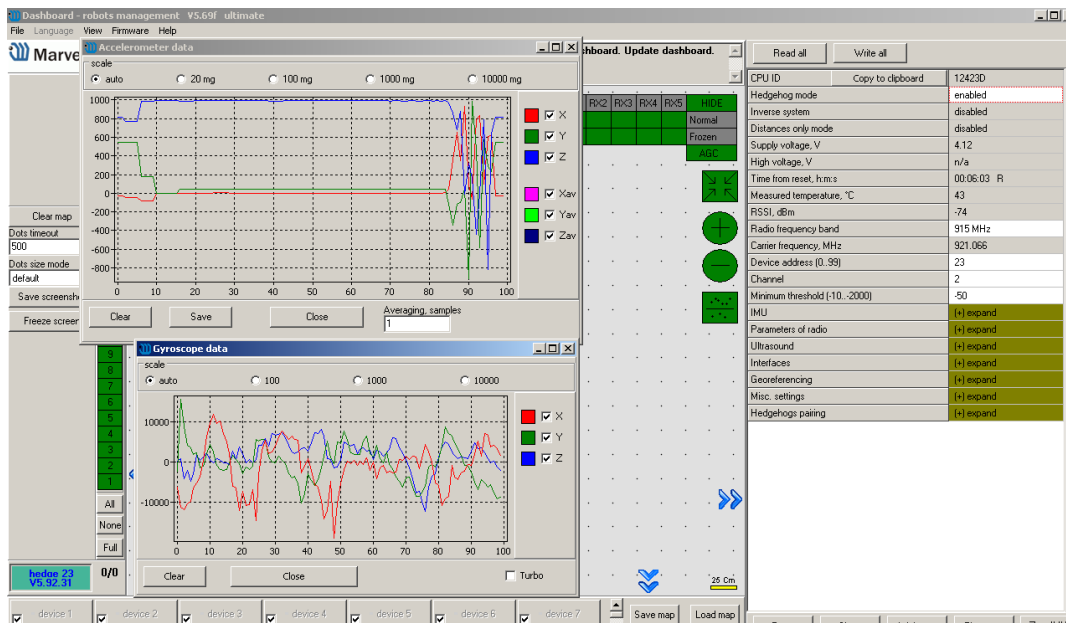 Dashboard - robots management V5.69f ultimate
File Language View Firmware Help
Accelerometer data
scale
auto 20 mg 100 mg 1000 mg 10000 mg
1000
800
600
400
200
0
-200
-400
-600
-800
0 10 20 30 40 50 60 70 80 90 100
X
Y
Z
Xav
Yav
Zav
Clear Save Close
Averaging, samples
1
Clear map
Dots timeout
500
Dots size mode
default
9
8
7
6
5
4
3
2
1
All
None
Full
hedge 23
V5.92.31
0/0
Gyroscope data
scale
auto 100 1000 10000
10000
0
-10000
0 10 20 30 40 50 60 70 80 90 100
X
Y
Z
Clear Close Turbo
device 1 device 2 device 3 device 4 device 5 device 6 device 7
Save map Load map
Update dashboard.
RX2 RX3 RX4 RX5 HIDE
Normal
Frozen
AGC
25 Cm
Read all Write all
CPU ID Copy to clipboard 12423D
Hedgehog mode enabled
Inverse system disabled
Distances only mode disabled
Supply voltage, V 4.12
High voltage, V n/a
Time from reset, h:m:s 00:06:03 R
Measured temperature, °C 43
RSSI, dBm -74
Radio frequency band 915 MHz
Carrier frequency, MHz 921.066
Device address (0..99) 23
Channel 2
Minimum threshold (-10..-2000) -50
IMU (+) expand
Parameters of radio (+) expand
Ultrasound (+) expand
Interfaces (+) expand
Georeferencing (+) expand
Misc. settings (+) expand
Hedgehogs pairing (+) expand